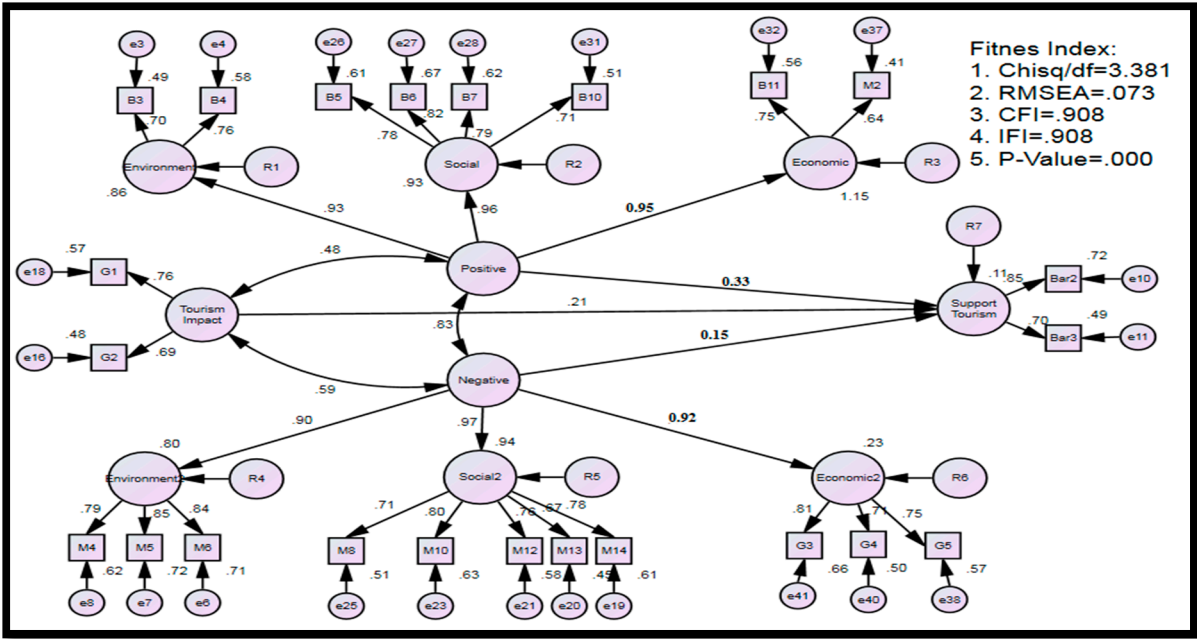 e3 e4 e26 e27 e28 e31 e32 e37
.49 .58 .61 .67 .62 .51 .56 .41
B3 B4 B5 B6 B7 B10 B11 M2
.70 .76 .78 .82 .79 .71 .75 .64
Fitnes Index:
1. Chisq/df=3.381
2. RMSEA=.073
3. CFI=.908
4. IFI=.908
5. P-Value=.000
Environment R1 Social R2 Economic R3
.86 .93 1.15
.93 .96 0.95
R7
.48 Positive
.57 .72
e18 G1 .76 .11 .85 Bar2 e10
0.33
Tourism
Impact
.21
Support
Tourism
.48 .83 0.15 .70 .49
e16 G2 .69 Bar3 e11
.59 Negative
.90 .97 0.92
.80 .94 .23
Environment2 R4 Social2 R5 Economic2 R6
.79 .85 .84 .71 .80 .76 .67 .78 .81 .71 .75
M4 M5 M6 M8 M10 M12 M13 M14 G3 G4 G5
.62 .72 .71 .51 .63 .58 .45 .61 .66 .50 .57
e8 e7 e6 e25 e23 e21 e20 e19 e41 e40 e38